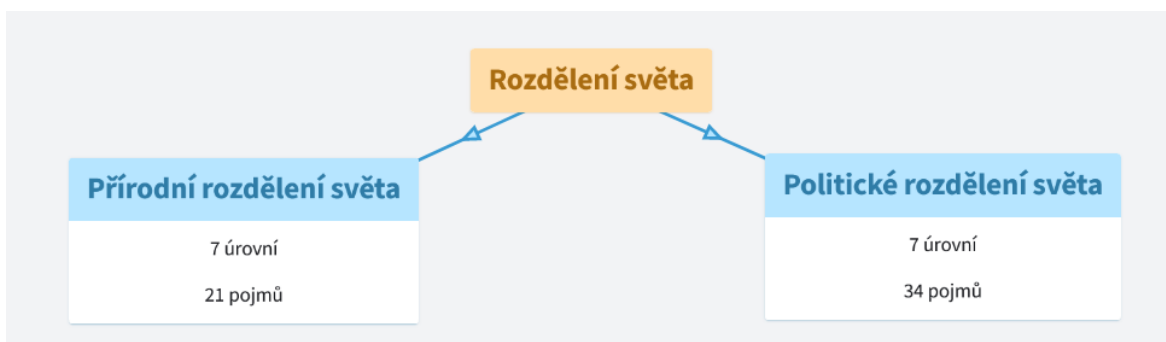 Rozdělení světa
Přírodní rozdělení světa
7 úrovní
21 pojmů
Politické rozdělení světa
7 úrovní
34 pojmů